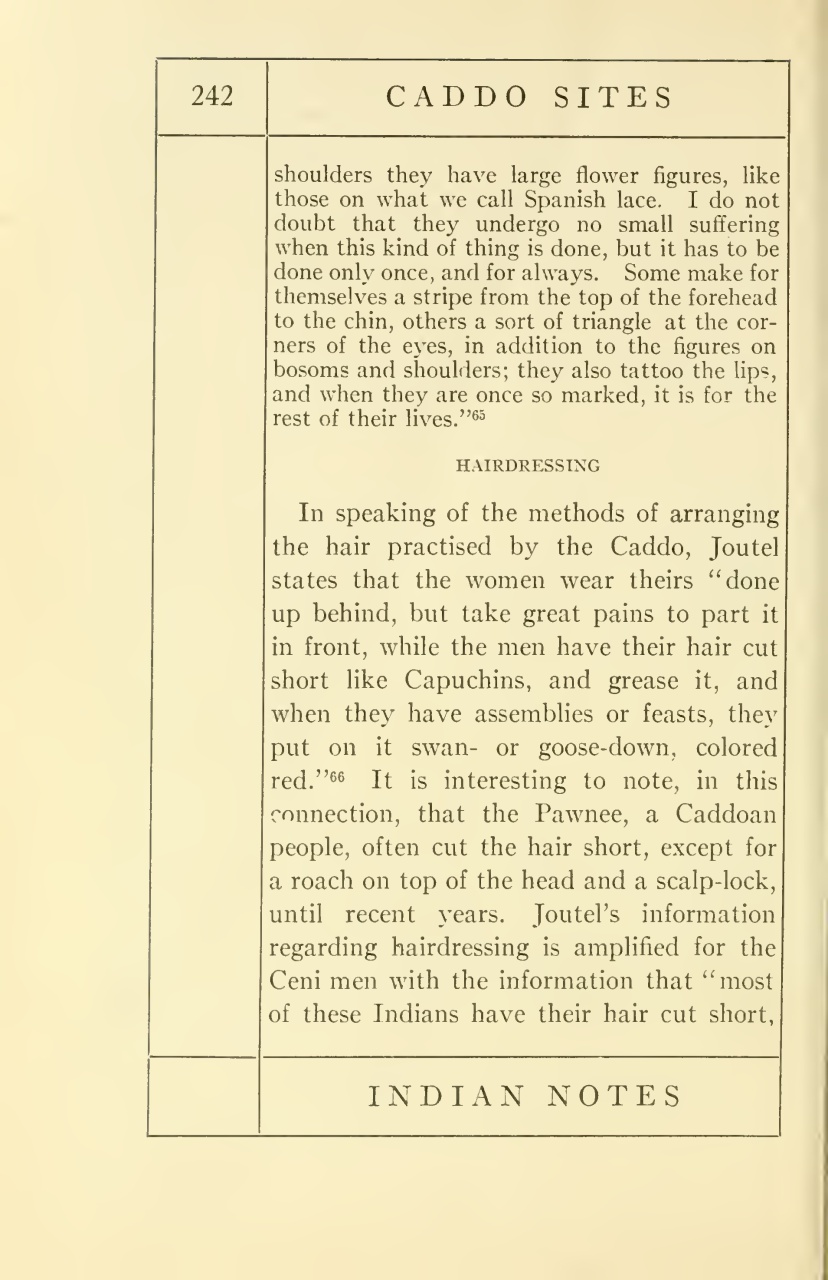 242
CADDO SITES
shoulders they have large flower figures, like
those on what we call Spanish lace. I do not
doubt that they undergo no small suffering
when this kind of thing is done, but it has to be
done only once, and for always. Some make for
themselves a stripe from the top of the forehead
to the chin, others a sort of triangle at the cor-
ners of the eyes, in addition to the figures on
bosoms and shoulders; they also tattoo the lips,
and when they are once so marked, it is for the
rest of their lives."⁶⁵
HAIRDRESSING
In speaking of the methods of arranging
the hair practised by the Caddo, Joutel
states that the women wear theirs "done
up behind, but take great pains to part it
in front, while the men have their hair cut
short like Capuchins, and grease it, and
when they have assemblies or feasts, they
put on it swan- or goose-down, colored
red."⁶⁶ It is interesting to note, in this
connection, that the Pawnee, a Caddoan
people, often cut the hair short, except for
a roach on top of the head and a scalp-lock,
until recent years. Joutel's information
regarding hairdressing is amplified for the
Ceni men with the information that "most
of these Indians have their hair cut short,
INDIAN NOTES